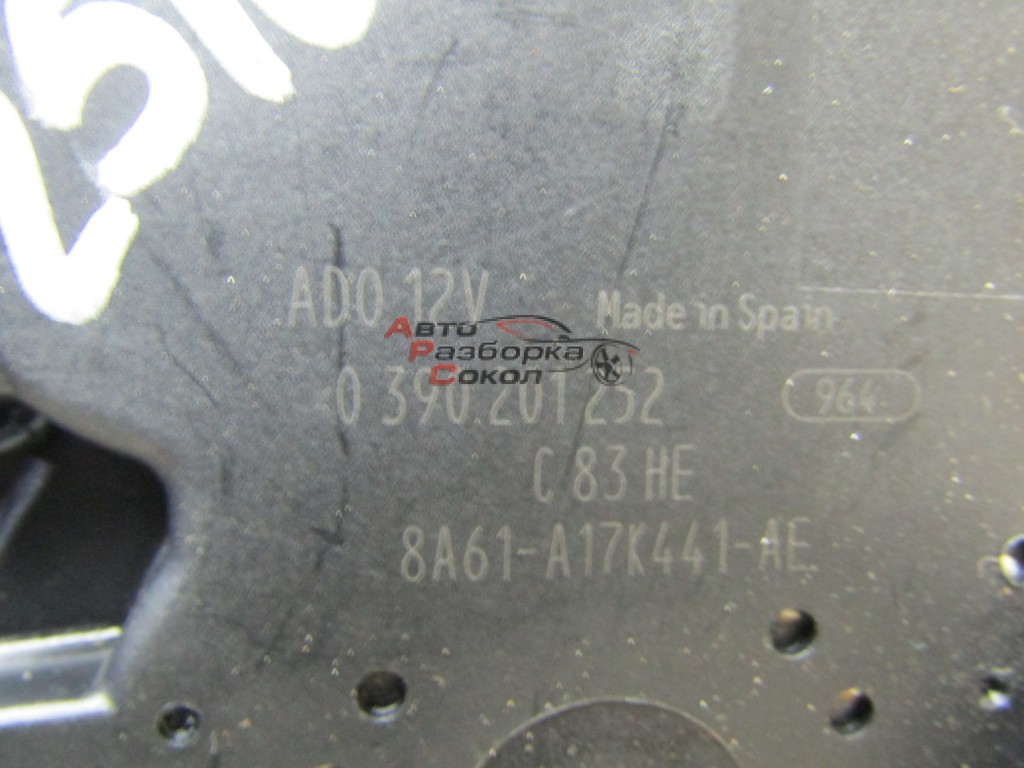 ADO 12V
Made in Spain
Авто
Разборка
Сокол
0 390 201 252
964
C 83 HE
8A61-A17K441-AE